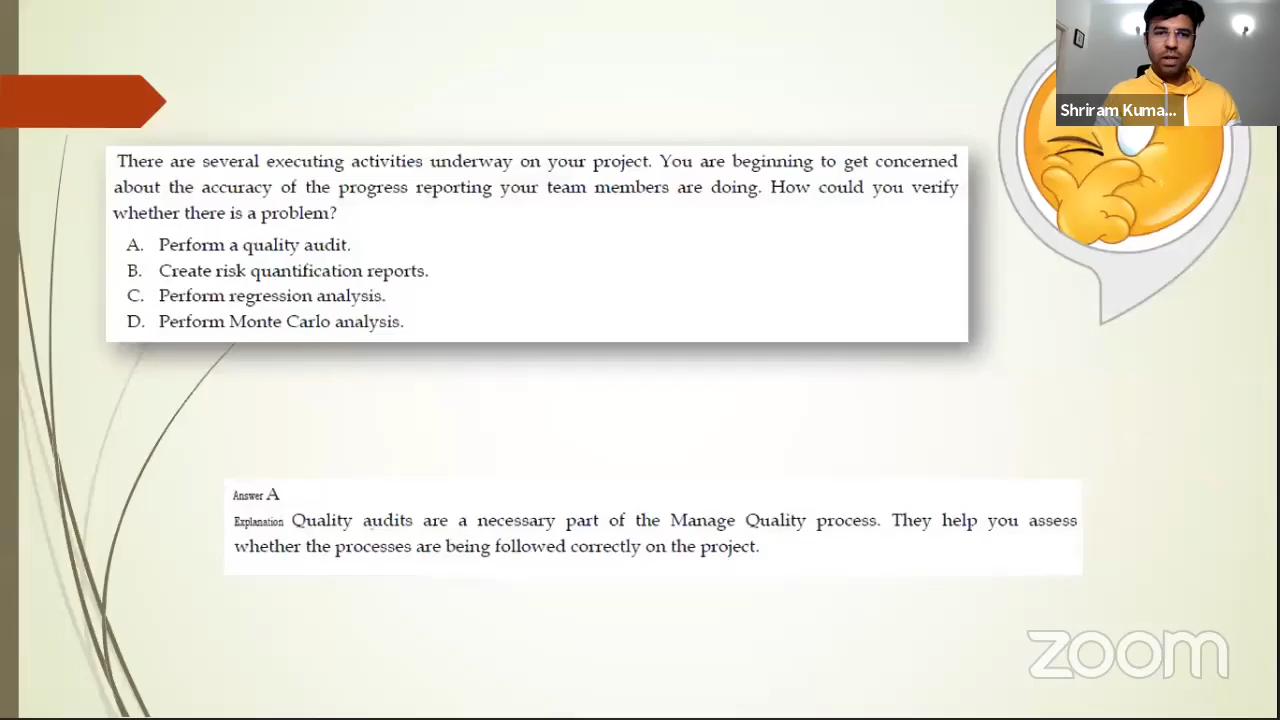 Shriram Kuma...
There are several executing activities underway on your project. You are beginning to get concerned
about the accuracy of the progress reporting your team members are doing. How could you verify
whether there is a problem?
A. Perform a quality audit.
B. Create risk quantification reports.
C. Perform regression analysis.
D. Perform Monte Carlo analysis.
Answer A
Explanation Quality audits are a necessary part of the Manage Quality process. They help you assess
whether the processes are being followed correctly on the project.
zoom